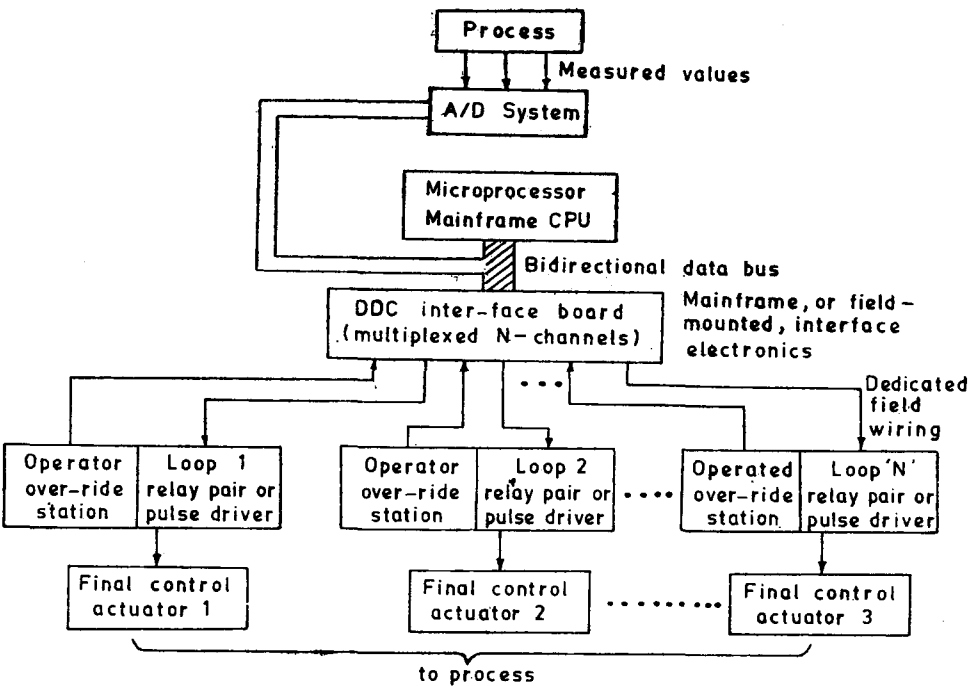 Process
Measured values
A/D System
Microprocessor
Mainframe CPU
Bidirectional data bus
DDC inter-face board
(multiplexed N-channels)
Mainframe, or field-
mounted, interface
electronics
Dedicated
field
wiring
Operator
over-ride
station
Loop 1
relay pair or
pulse driver
Operator
over-ride
station
Loop 2
relay pair or
pulse driver
Operated
over-ride
station
Loop 'N'
relay pair or
pulse driver
Final control
actuator 1
Final control
actuator 2
Final control
actuator 3
to process